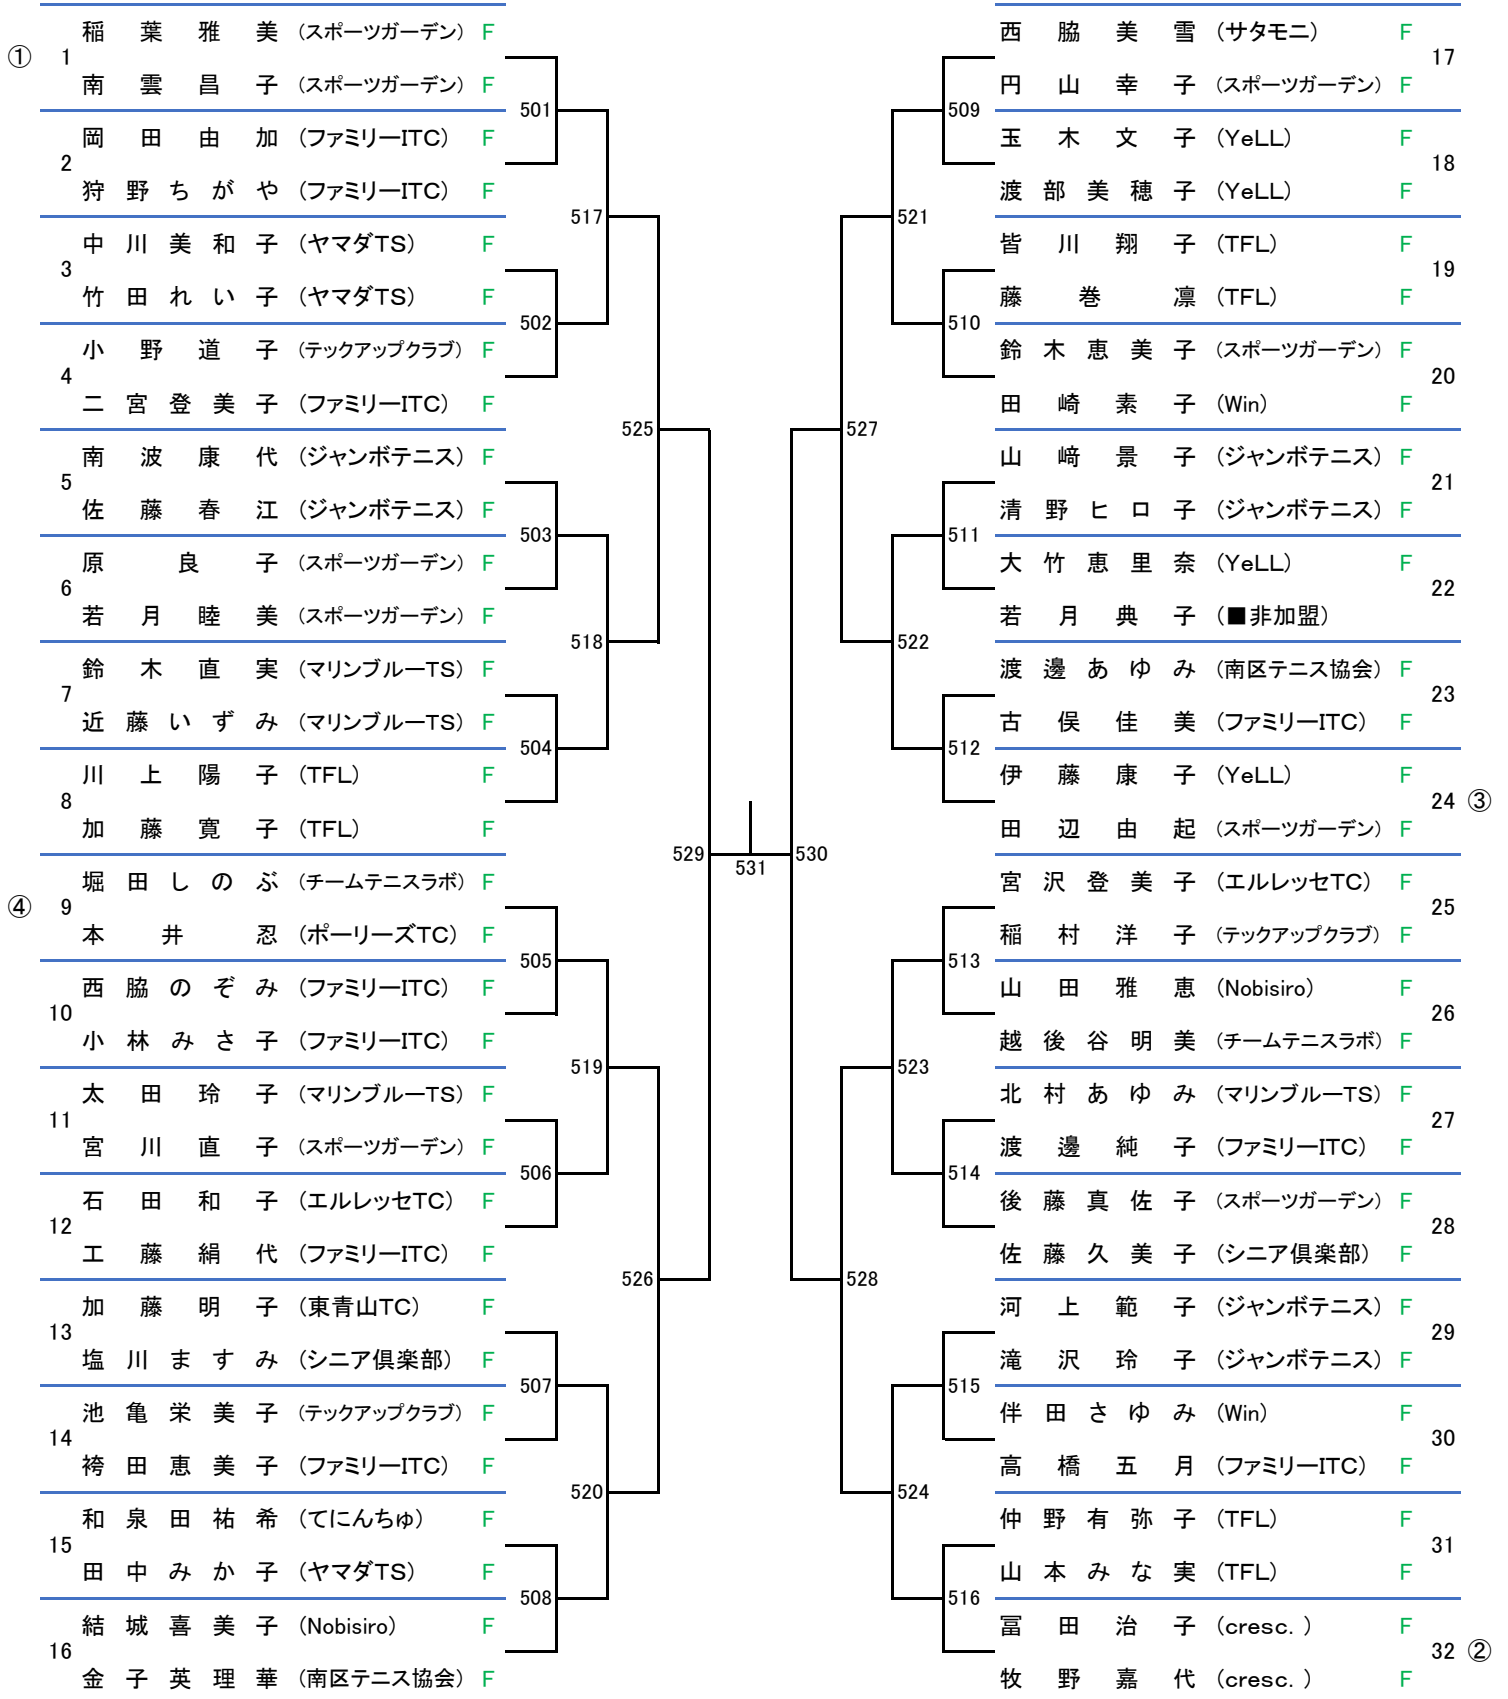 ① 1 稲葉雅美 (スポーツガーデン) F
南雲昌子 (スポーツガーデン) F
501
2 岡田由加 (ファミリーITC) F
狩野ちがや (ファミリーITC) F
517
3 中川美和子 (ヤマダTS) F
竹田れい子 (ヤマダTS) F
502
4 小野道子 (テックアップクラブ) F
二宮登美子 (ファミリーITC) F
525
5 南波康代 (ジャンボテニス) F
佐藤春江 (ジャンボテニス) F
503
6 原良子 (スポーツガーデン) F
若月睦美 (スポーツガーデン) F
518
7 鈴木直実 (マリンブルーTS) F
近藤いずみ (マリンブルーTS) F
504
8 川上陽子 (TFL) F
加藤寛子 (TFL) F
529
④ 9 堀田しのぶ (チームテニスラボ) F
本井忍 (ポーリーズTC) F
505
10 西脇のぞみ (ファミリーITC) F
小林みさ子 (ファミリーITC) F
519
11 太田玲子 (マリンブルーTS) F
宮川直子 (スポーツガーデン) F
506
12 石田和子 (エルレッセTC) F
工藤絹代 (ファミリーITC) F
526
13 加藤明子 (東青山TC) F
塩川ますみ (シニア倶楽部) F
507
14 池亀栄美子 (テックアップクラブ) F
袴田恵美子 (ファミリーITC) F
520
15 和泉田祐希 (てにんちゅ) F
田中みか子 (ヤマダTS) F
508
16 結城喜美子 (Nobisiro) F
金子英理華 (南区テニス協会) F
531
西脇美雪 (サタモニ) F 17
円山幸子 (スポーツガーデン) F
509
玉木文子 (YeLL) F 18
渡部美穂子 (YeLL) F
521
皆川翔子 (TFL) F 19
藤巻凛 (TFL) F
510
鈴木恵美子 (スポーツガーデン) F 20
田崎素子 (Win) F
527
山﨑景子 (ジャンボテニス) F 21
清野ヒロ子 (ジャンボテニス) F
511
大竹恵里奈 (YeLL) F 22
若月典子 (■非加盟)
522
渡邊あゆみ (南区テニス協会) F 23
古俣佳美 (ファミリーITC) F
512
伊藤康子 (YeLL) F 24 ③
田辺由起 (スポーツガーデン) F
530
宮沢登美子 (エルレッセTC) F 25
稲村洋子 (テックアップクラブ) F
513
山田雅恵 (Nobisiro) F 26
越後谷明美 (チームテニスラボ) F
523
北村あゆみ (マリンブルーTS) F 27
渡邊純子 (ファミリーITC) F
514
後藤真佐子 (スポーツガーデン) F 28
佐藤久美子 (シニア倶楽部) F
528
河上範子 (ジャンボテニス) F 29
滝沢玲子 (ジャンボテニス) F
515
伴田さゆみ (Win) F 30
高橋五月 (ファミリーITC) F
524
仲野有弥子 (TFL) F 31
山本みな実 (TFL) F
516
冨田治子 (cresc.) F 32 ②
牧野嘉代 (cresc.) F